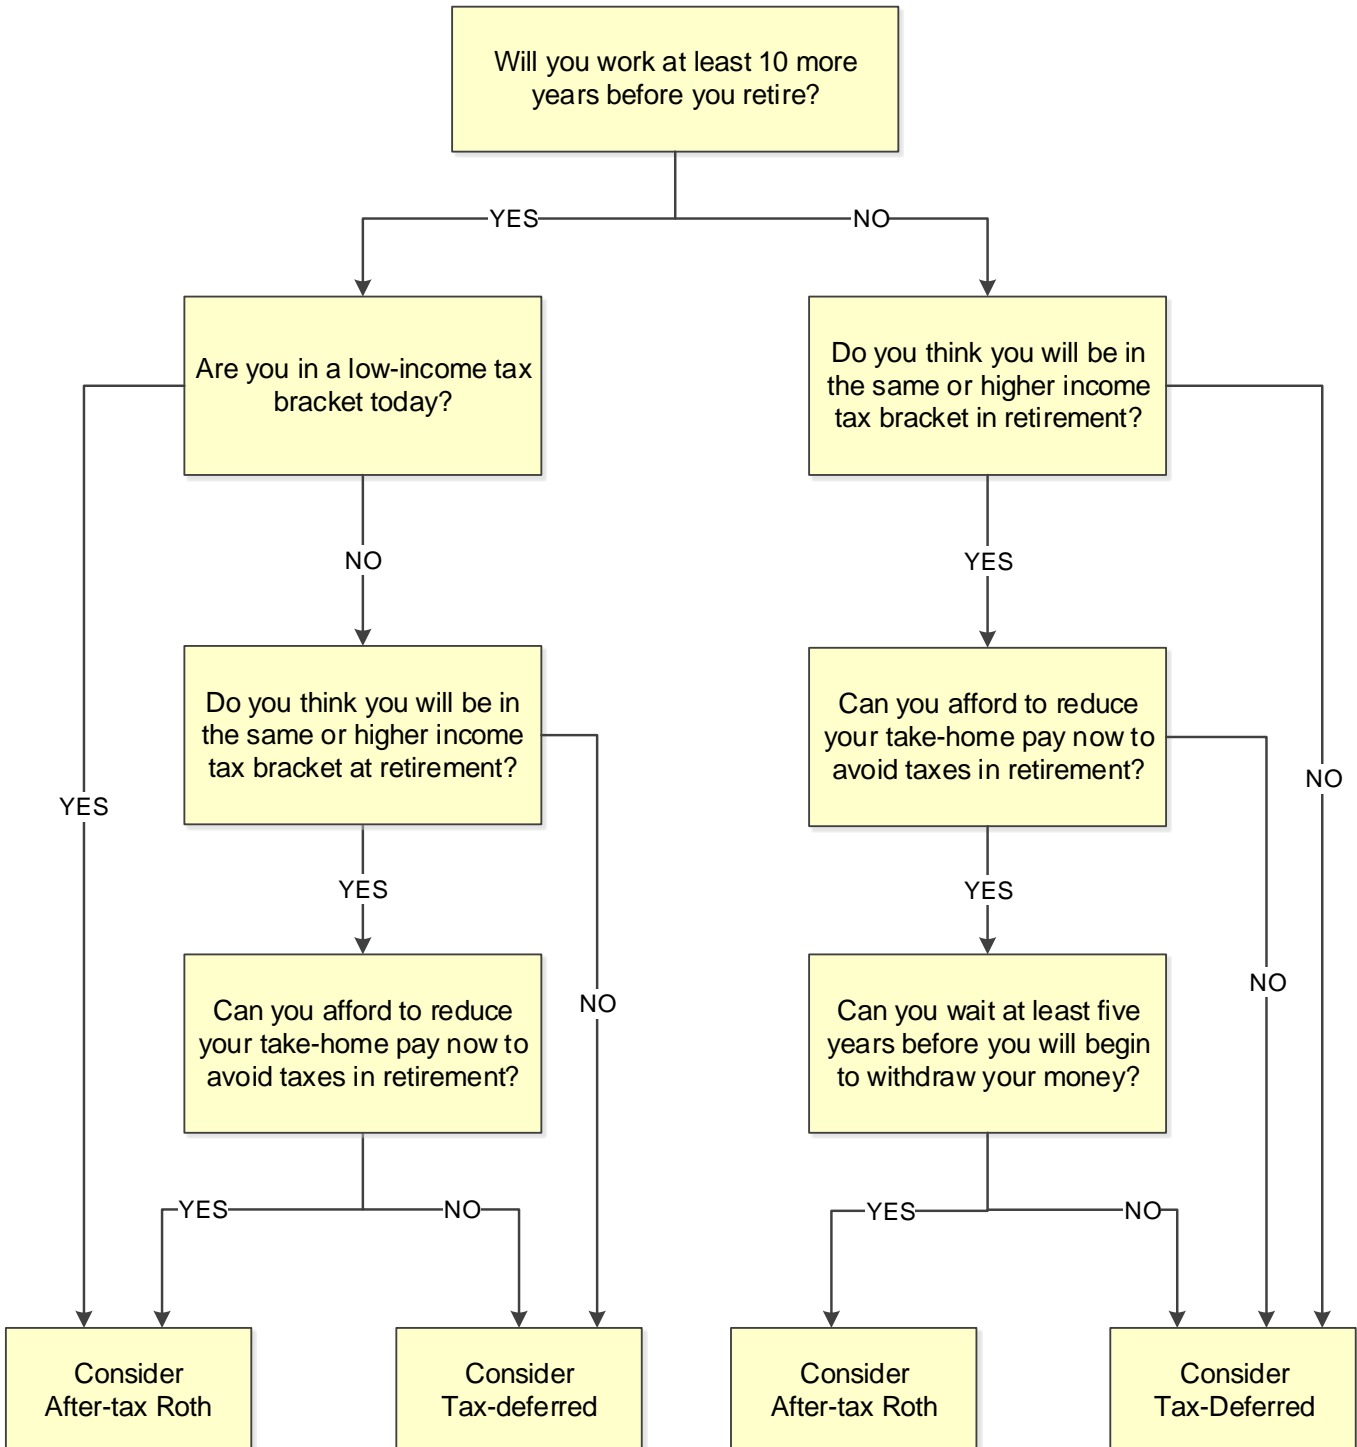 Will you work at least 10 more
years before you retire?
YES
NO
Are you in a low-income tax
bracket today?
Do you think you will be in
the same or higher income
tax bracket in retirement?
NO
YES
Do you think you will be in
the same or higher income
tax bracket at retirement?
Can you afford to reduce
your take-home pay now to
avoid taxes in retirement?
YES
NO
YES
YES
NO
NO
Can you afford to reduce
your take-home pay now to
avoid taxes in retirement?
Can you wait at least five
years before you will begin
to withdraw your money?
YES
NO
YES
NO
Consider
After-tax Roth
Consider
Tax-deferred
Consider
After-tax Roth
Consider
Tax-Deferred